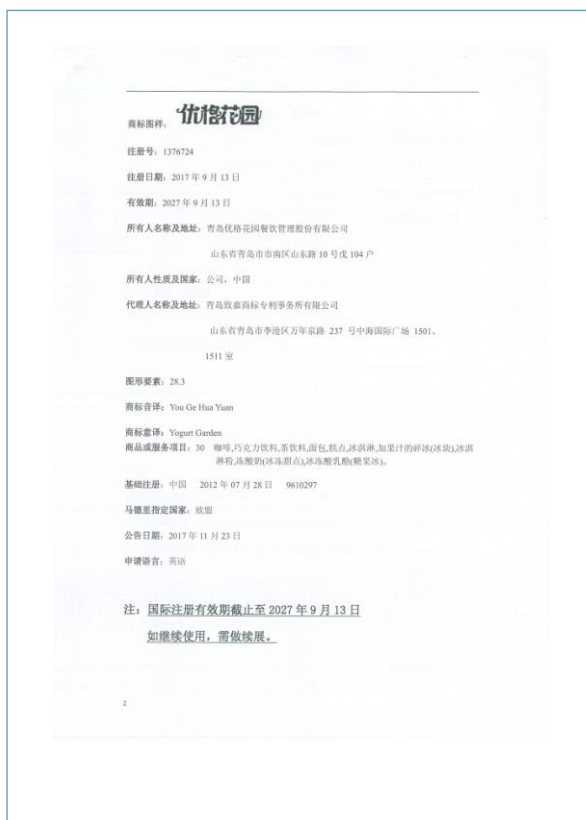 商标图样：优格花园
注册号：1376724
注册日期：2017 年 9 月 13 日
有效期：2027 年 9 月 13 日
所有人名称及地址：青岛优格花园餐饮管理股份有限公司
山东省青岛市市南区山东路 10 号戊 104 户
所有人性质及国家：公司，中国
代理人名称及地址：青岛致嘉商标专利事务所有限公司
山东省青岛市李沧区万年泉路 237 号中海国际广场 1501、
1511 室
图形要素：28.3
商标音译：You Ge Hua Yuan
商标意译：Yogurt Garden
商品或服务项目：30 咖啡,巧克力饮料,茶饮料,面包,糕点,冰淇淋,加果汁的碎冰(冰块),冰淇
淋粉,冻酸奶(冰冻甜点),冰冻酸乳酪(糖果冰)。
基础注册：中国 2012 年 07 月 28 日 9610297
马德里指定国家：欧盟
公告日期：2017 年 11 月 23 日
申请语言：英语
注：国际注册有效期截止至 2027 年 9 月 13 日
如继续使用，需做续展。
2